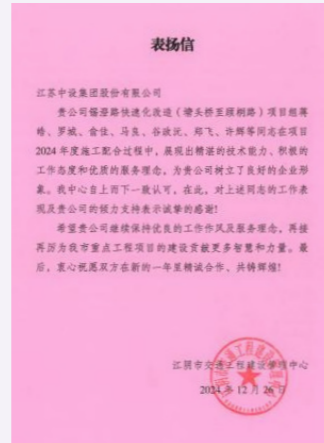 表扬信
江苏中设集团股份有限公司
贵公司锡澄路快速化改造（塘头桥至颐桐路）项目组蒋
皓、罗城、俞佳、马良、谷政沅、郑飞、许辉等同志在项目
2024年度施工配合过程中，展现出精湛的技术能力、积极的
工作态度和优质的服务理念，为贵公司树立了良好的企业形
象。我中心自上而下一致认可。在此，对上述同志的工作表
现及贵公司的倾力支持表示诚挚的感谢！
希望贵公司继续保持优良的工作作风及服务理念，再接
再厉为我市重点工程项目的建设贡献更多智慧和力量。最
后，衷心祝愿双方在新的一年里精诚合作、共铸辉煌！
江阴市交通工程建设管理中心
2024年12月26日